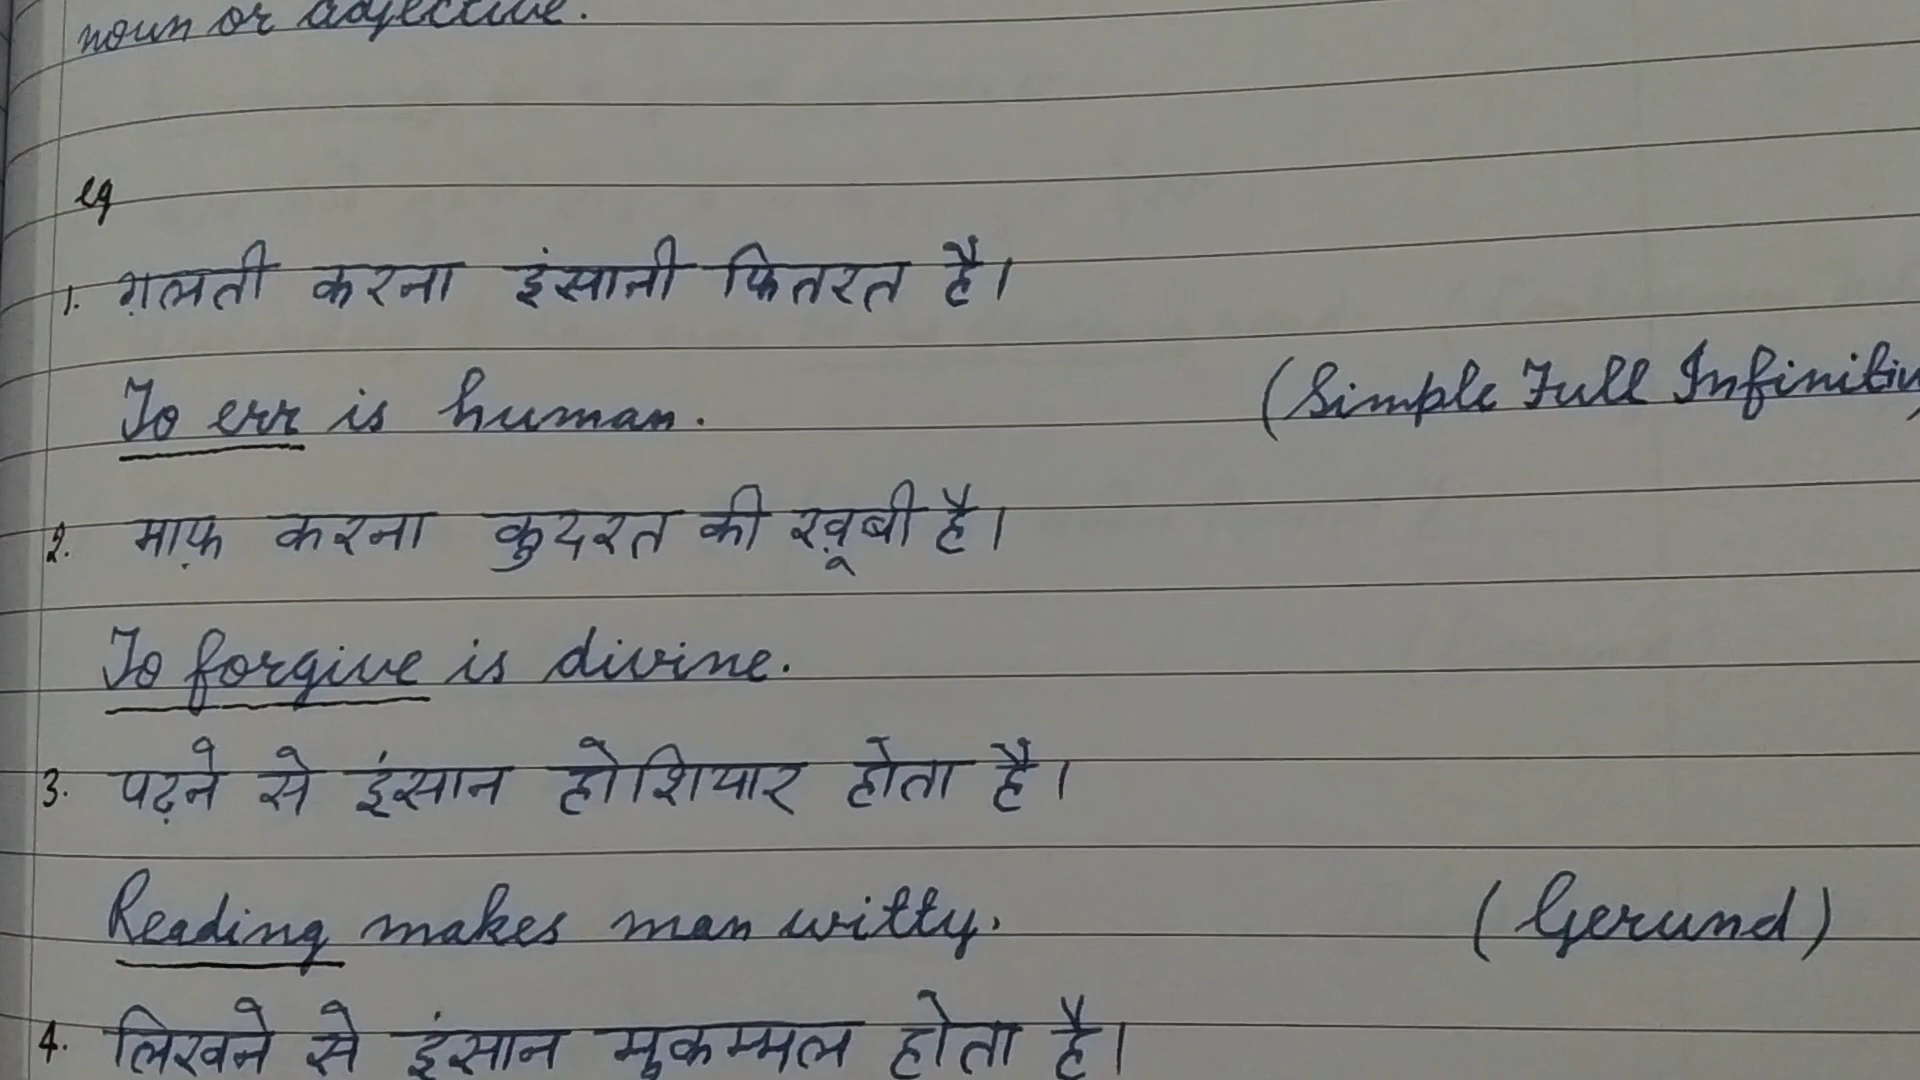 noun or adjective.
eg
1. ग़लती करना इंसानी फितरत है।
To err is human. (Simple Full Infinitiv
2. माफ़ करना कुदरत की ख़ूबी है।
To forgive is divine.
3. पढ़ने से इंसान होशियार होता है।
Reading makes man witty. (Gerund)
4. लिखने से इंसान मुकम्मल होता है।